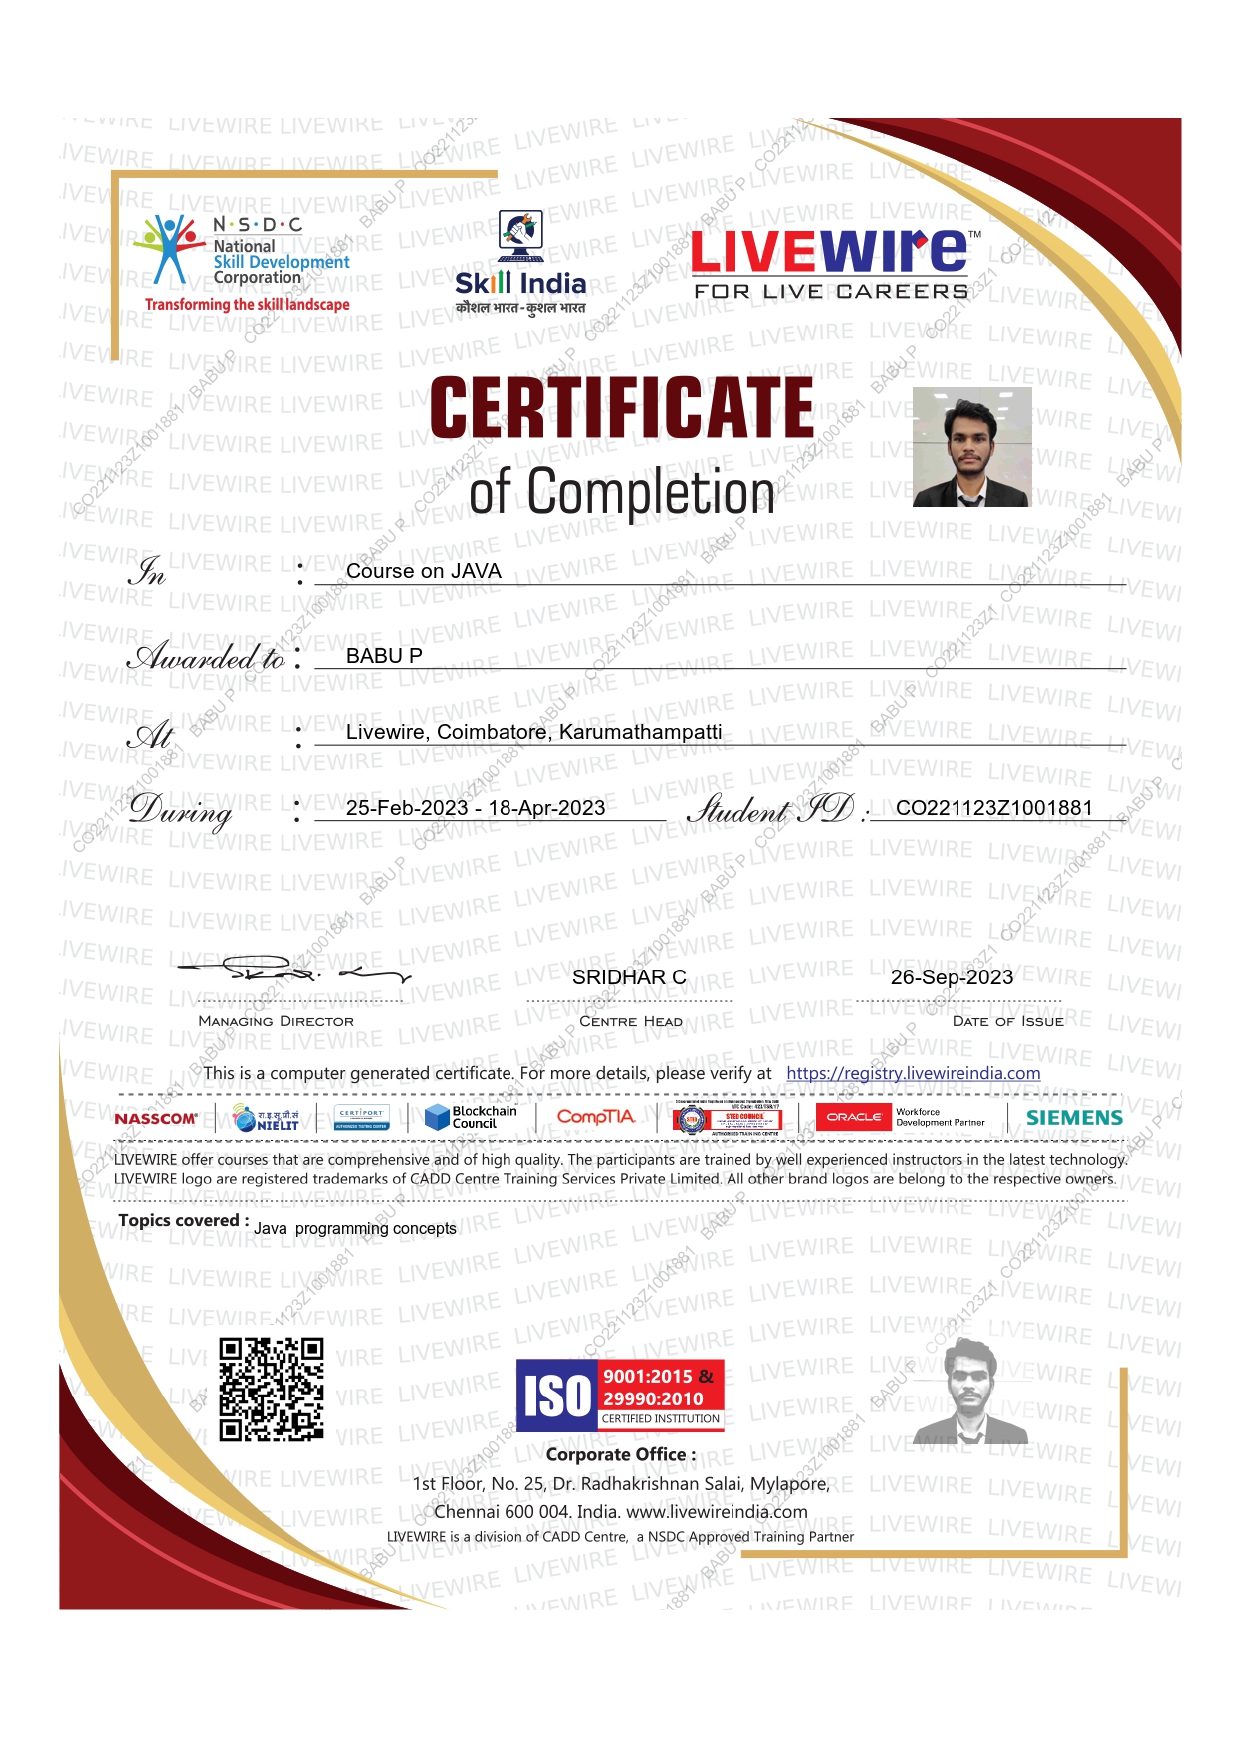 N·S·D·C
National
Skill Development
Corporation
Transforming the skill landscape
Skill India
कौशल भारत-कुशल भारत
LIVEWIRE™
FOR LIVE CAREERS
CERTIFICATE
of Completion
In : Course on JAVA
Awarded to : BABU P
At : Livewire, Coimbatore, Karumathampatti
During : 25-Feb-2023 - 18-Apr-2023 Student ID : CO221123Z1001881
SRIDHAR C 26-Sep-2023
MANAGING DIRECTOR CENTRE HEAD DATE OF ISSUE
This is a computer generated certificate. For more details, please verify at https://registry.livewireindia.com
NASSCOM® रा.इ.सू.प्रौ.सं NIELIT CERTIPORT AUTHORIZED TESTING CENTER Blockchain Council CompTIA. STED COUNCIL AUTHORISED TRAINING CENTRE ORACLE Workforce Development Partner SIEMENS
LIVEWIRE offer courses that are comprehensive and of high quality. The participants are trained by well experienced instructors in the latest technology.
LIVEWIRE logo are registered trademarks of CADD Centre Training Services Private Limited. All other brand logos are belong to the respective owners.
Topics covered : Java programming concepts
ISO 9001:2015 &
29990:2010
CERTIFIED INSTITUTION
Corporate Office :
1st Floor, No. 25, Dr. Radhakrishnan Salai, Mylapore,
Chennai 600 004. India. www.livewireindia.com
LIVEWIRE is a division of CADD Centre, a NSDC Approved Training Partner